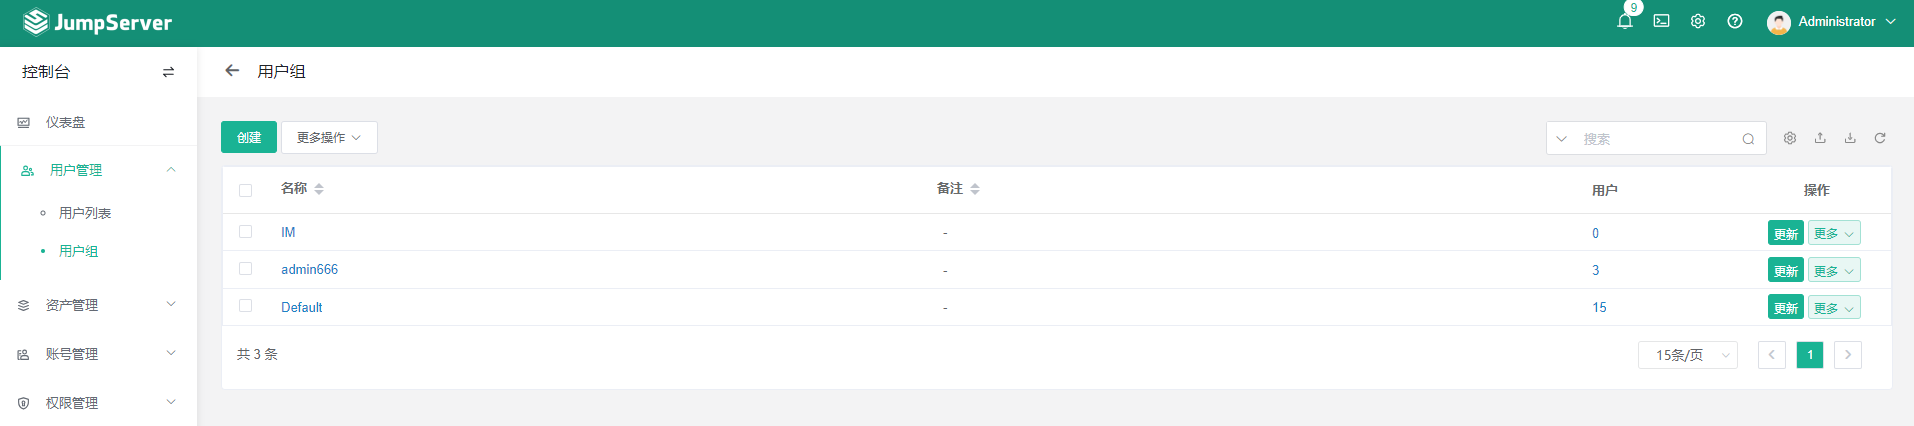 JumpServer
9
Administrator
控制台
用户组
仪表盘
创建
更多操作
搜索
用户管理
名称
备注
用户
操作
用户列表
IM
-
0
更新
更多
用户组
admin666
-
3
更新
更多
资产管理
Default
-
15
更新
更多
账号管理
共 3 条
15条/页
1
权限管理